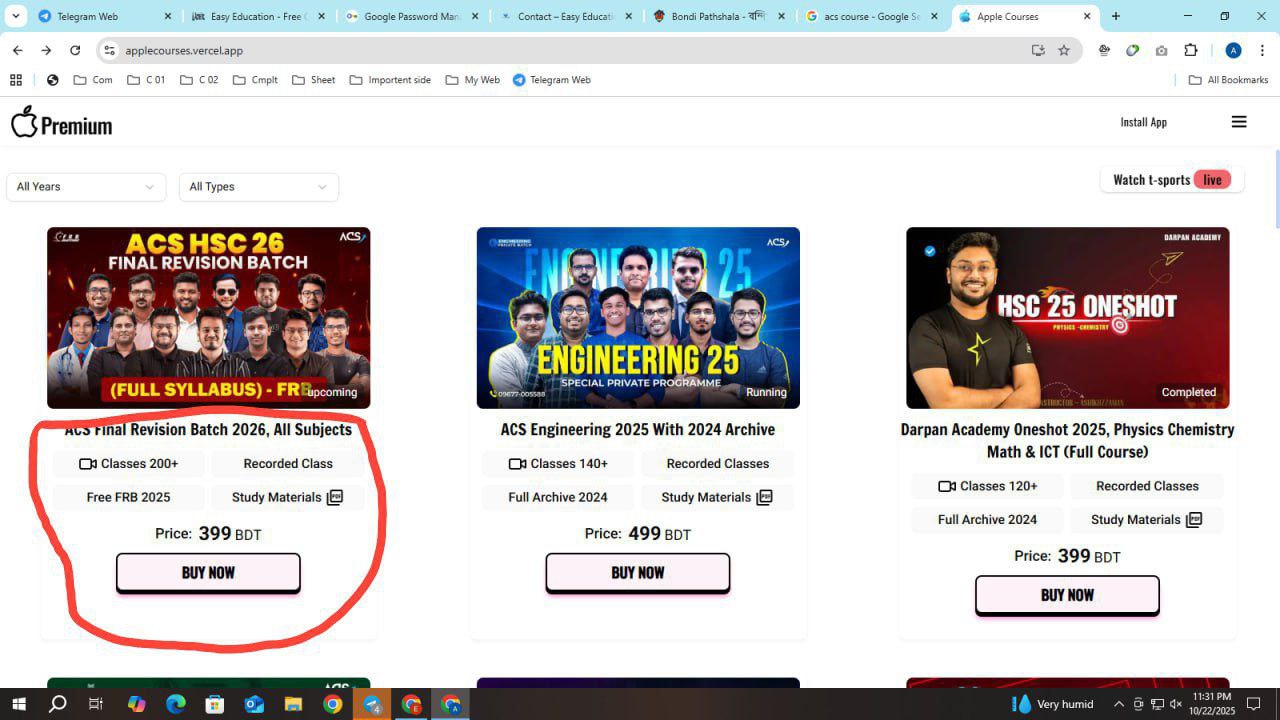 Telegram Web
Easy Education - Free C
Google Password Man
Contact – Easy Educati
Bondi Pathshala - বন্দি
acs course - Google Se
Apple Courses
applecourses.vercel.app
A
Com
C 01
C 02
Cmplt
Sheet
Importent side
My Web
Telegram Web
All Bookmarks
Premium
Install App
All Years
All Types
Watch t-sports live
ACS
ACS HSC 26
FINAL REVISION BATCH
(FULL SYLLABUS) - FRB
upcoming
ACS Final Revision Batch 2026, All Subjects
Classes 200+
Recorded Class
Free FRB 2025
Study Materials PDF
Price: 399 BDT
BUY NOW
ENGINEERING
PRIVATE BATCH
ACS
ENGINEERING 25
ENGINEERING 25
SPECIAL PRIVATE PROGRAMME
09677-005588
Running
ACS Engineering 2025 With 2024 Archive
Classes 140+
Recorded Classes
Full Archive 2024
Study Materials PDF
Price: 499 BDT
BUY NOW
DARPAN ACADEMY
HSC 25 ONESHOT
PHYSICS -CHEMISTRY
Completed
Darpan Academy Oneshot 2025, Physics Chemistry
Math & ICT (Full Course)
Classes 120+
Recorded Classes
Full Archive 2024
Study Materials PDF
Price: 399 BDT
BUY NOW
4
E
A
Very humid
11:31 PM
10/22/2025